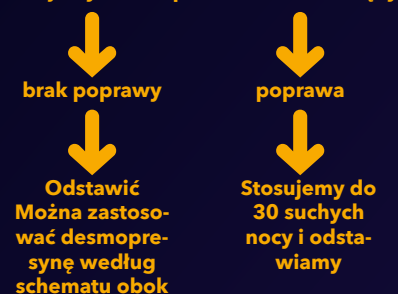 brak poprawy
poprawa
Odstawić
Można zastoso-
wać desmopre-
synę według
schematu obok
Stosujemy do
30 suchych
nocy i odsta-
wiamy